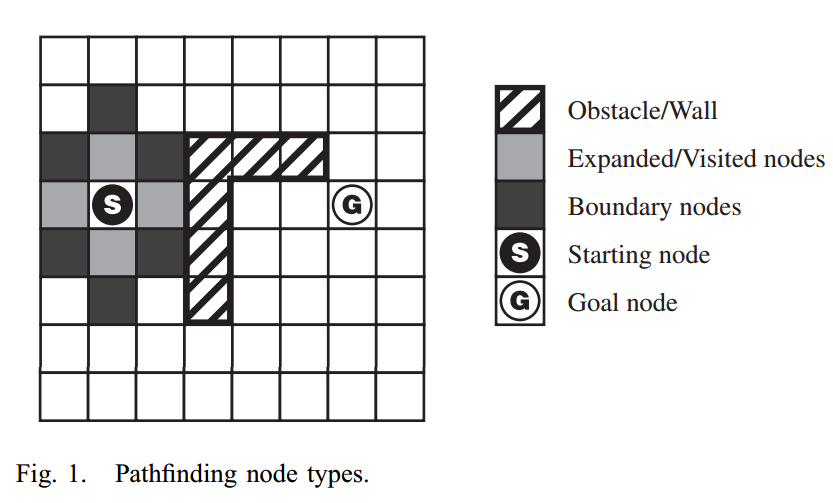 S
G
Obstacle/Wall
Expanded/Visited nodes
Boundary nodes
S Starting node
G Goal node
Fig. 1. Pathfinding node types.